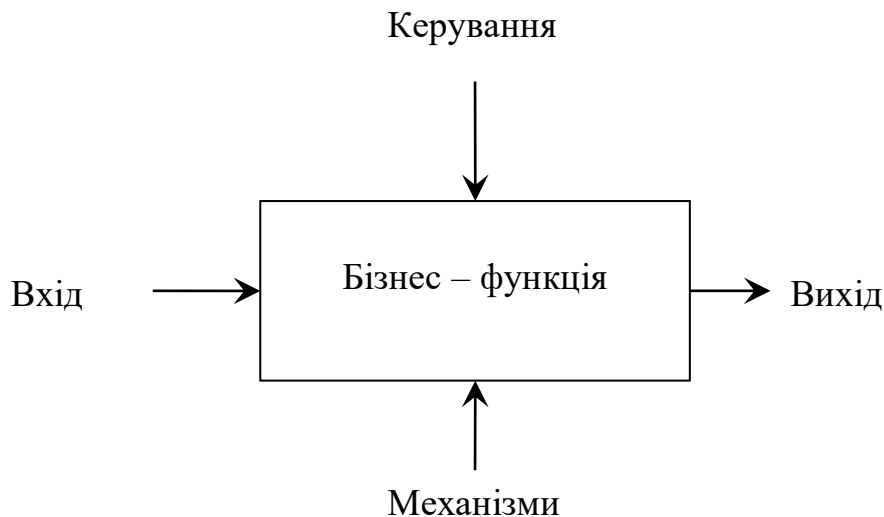 Керування
Бізнес – функція
Вхід
Вихід
Механізми